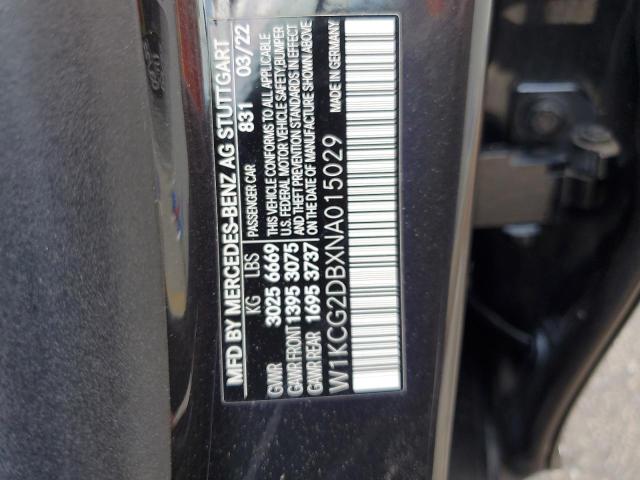 MFD BY MERCEDES-BENZ AG STUTTGART
KG LBS PASSENGER CAR 831 03/22
GVWR 3025 6669 THIS VEHICLE CONFORMS TO ALL APPLICABLE
GAWR FRONT 1395 3075 U.S. FEDERAL MOTOR VEHICLE SAFETY, BUMPER
AND THEFT PREVENTION STANDARDS IN EFFECT
GAWR REAR 1695 3737 ON THE DATE OF MANUFACTURE SHOWN ABOVE
MADE IN GERMANY
W1KCG2DBXNA015029